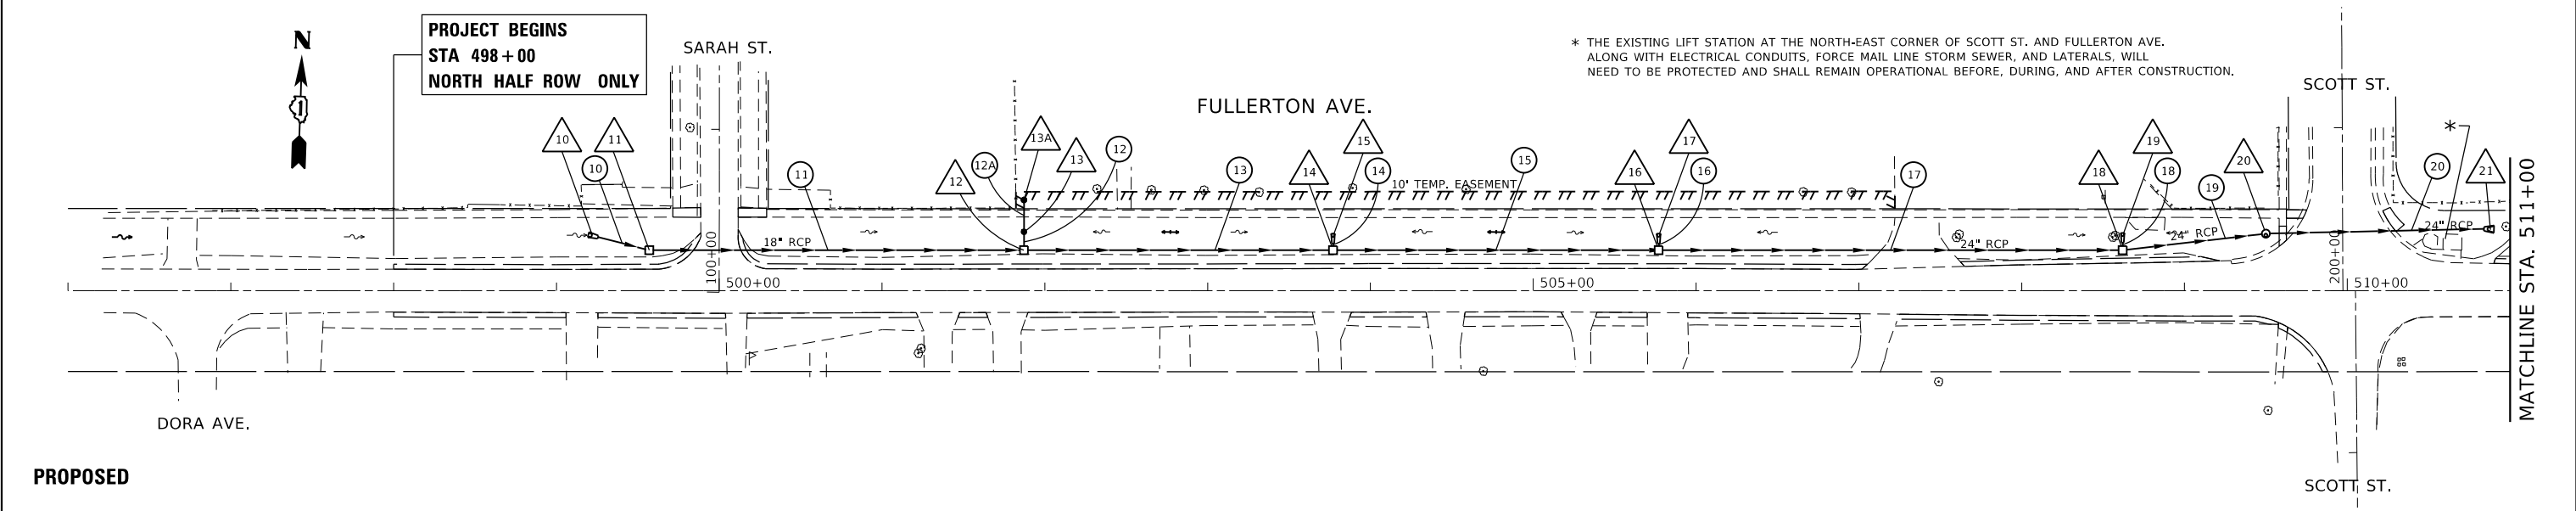 PROJECT BEGINS
STA 498+00
NORTH HALF ROW ONLY
N
1
SARAH ST.
FULLERTON AVE.
* THE EXISTING LIFT STATION AT THE NORTH-EAST CORNER OF SCOTT ST. AND FULLERTON AVE.
ALONG WITH ELECTRICAL CONDUITS, FORCE MAIL LINE STORM SEWER, AND LATERALS, WILL
NEED TO BE PROTECTED AND SHALL REMAIN OPERATIONAL BEFORE, DURING, AND AFTER CONSTRUCTION.
SCOTT ST.
*
10
11
10
11
12
12A
13A
13
12
13
14
15
14
15
16
17
16
17
18
19
18
19
20
20
21
10' TEMP. EASEMENT
18" RCP
24" RCP
24" RCP
24" RCP
100+00
500+00
505+00
200+00
510+00
MATCHLINE STA. 511+00
DORA AVE.
PROPOSED
SCOTT ST.